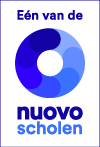 Eén van de
nuovo
scholen